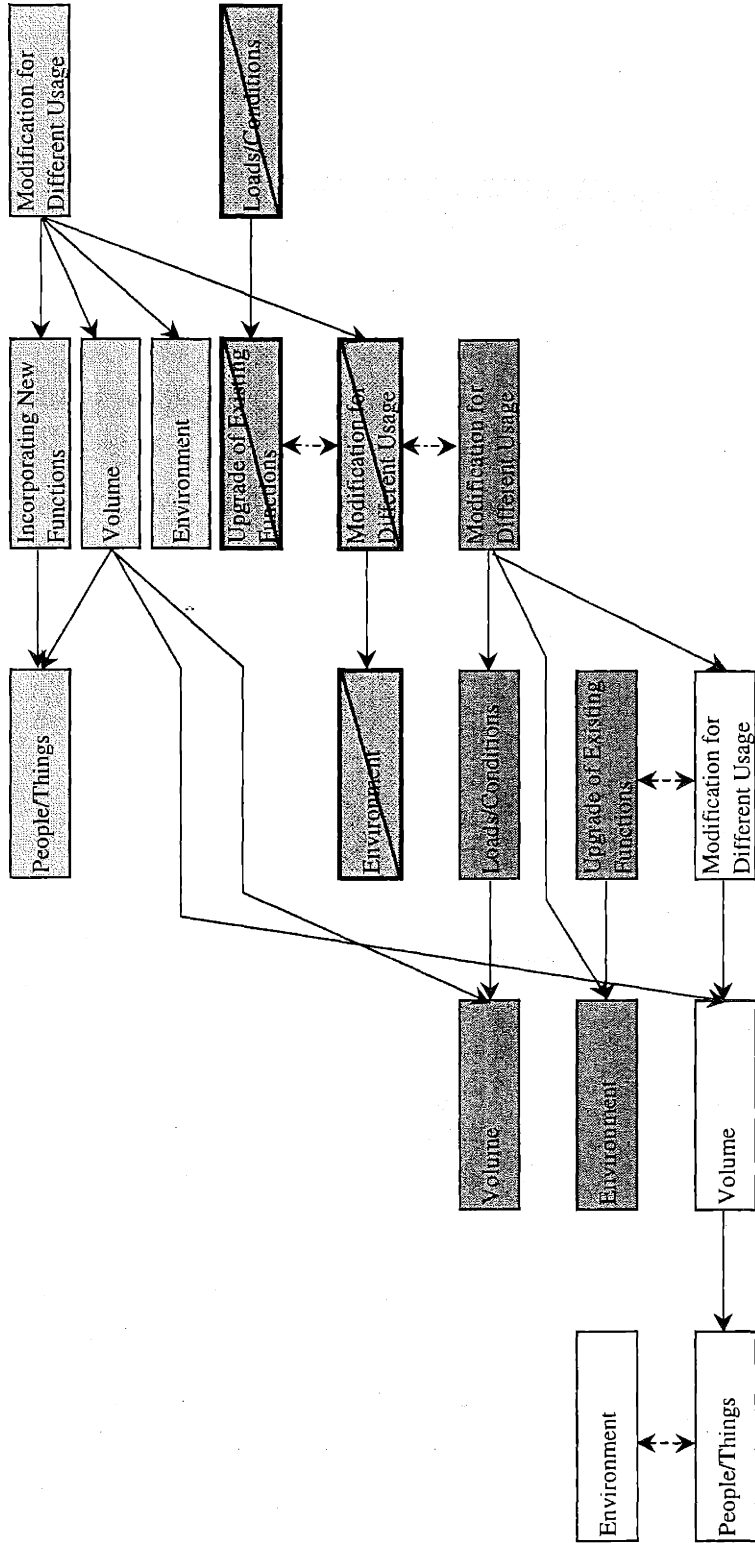 People/Things
Incorporating New
Functions
Modification for
Different Usage
Volume
Environment
Upgrade of Existing
Functions
Loads/Conditions
Environment
Modification for
Different Usage
Volume
Loads/Conditions
Modification for
Different Usage
Environment
Environment
Upgrade of Existing
Functions
People/Things
Volume
Modification for
Different Usage